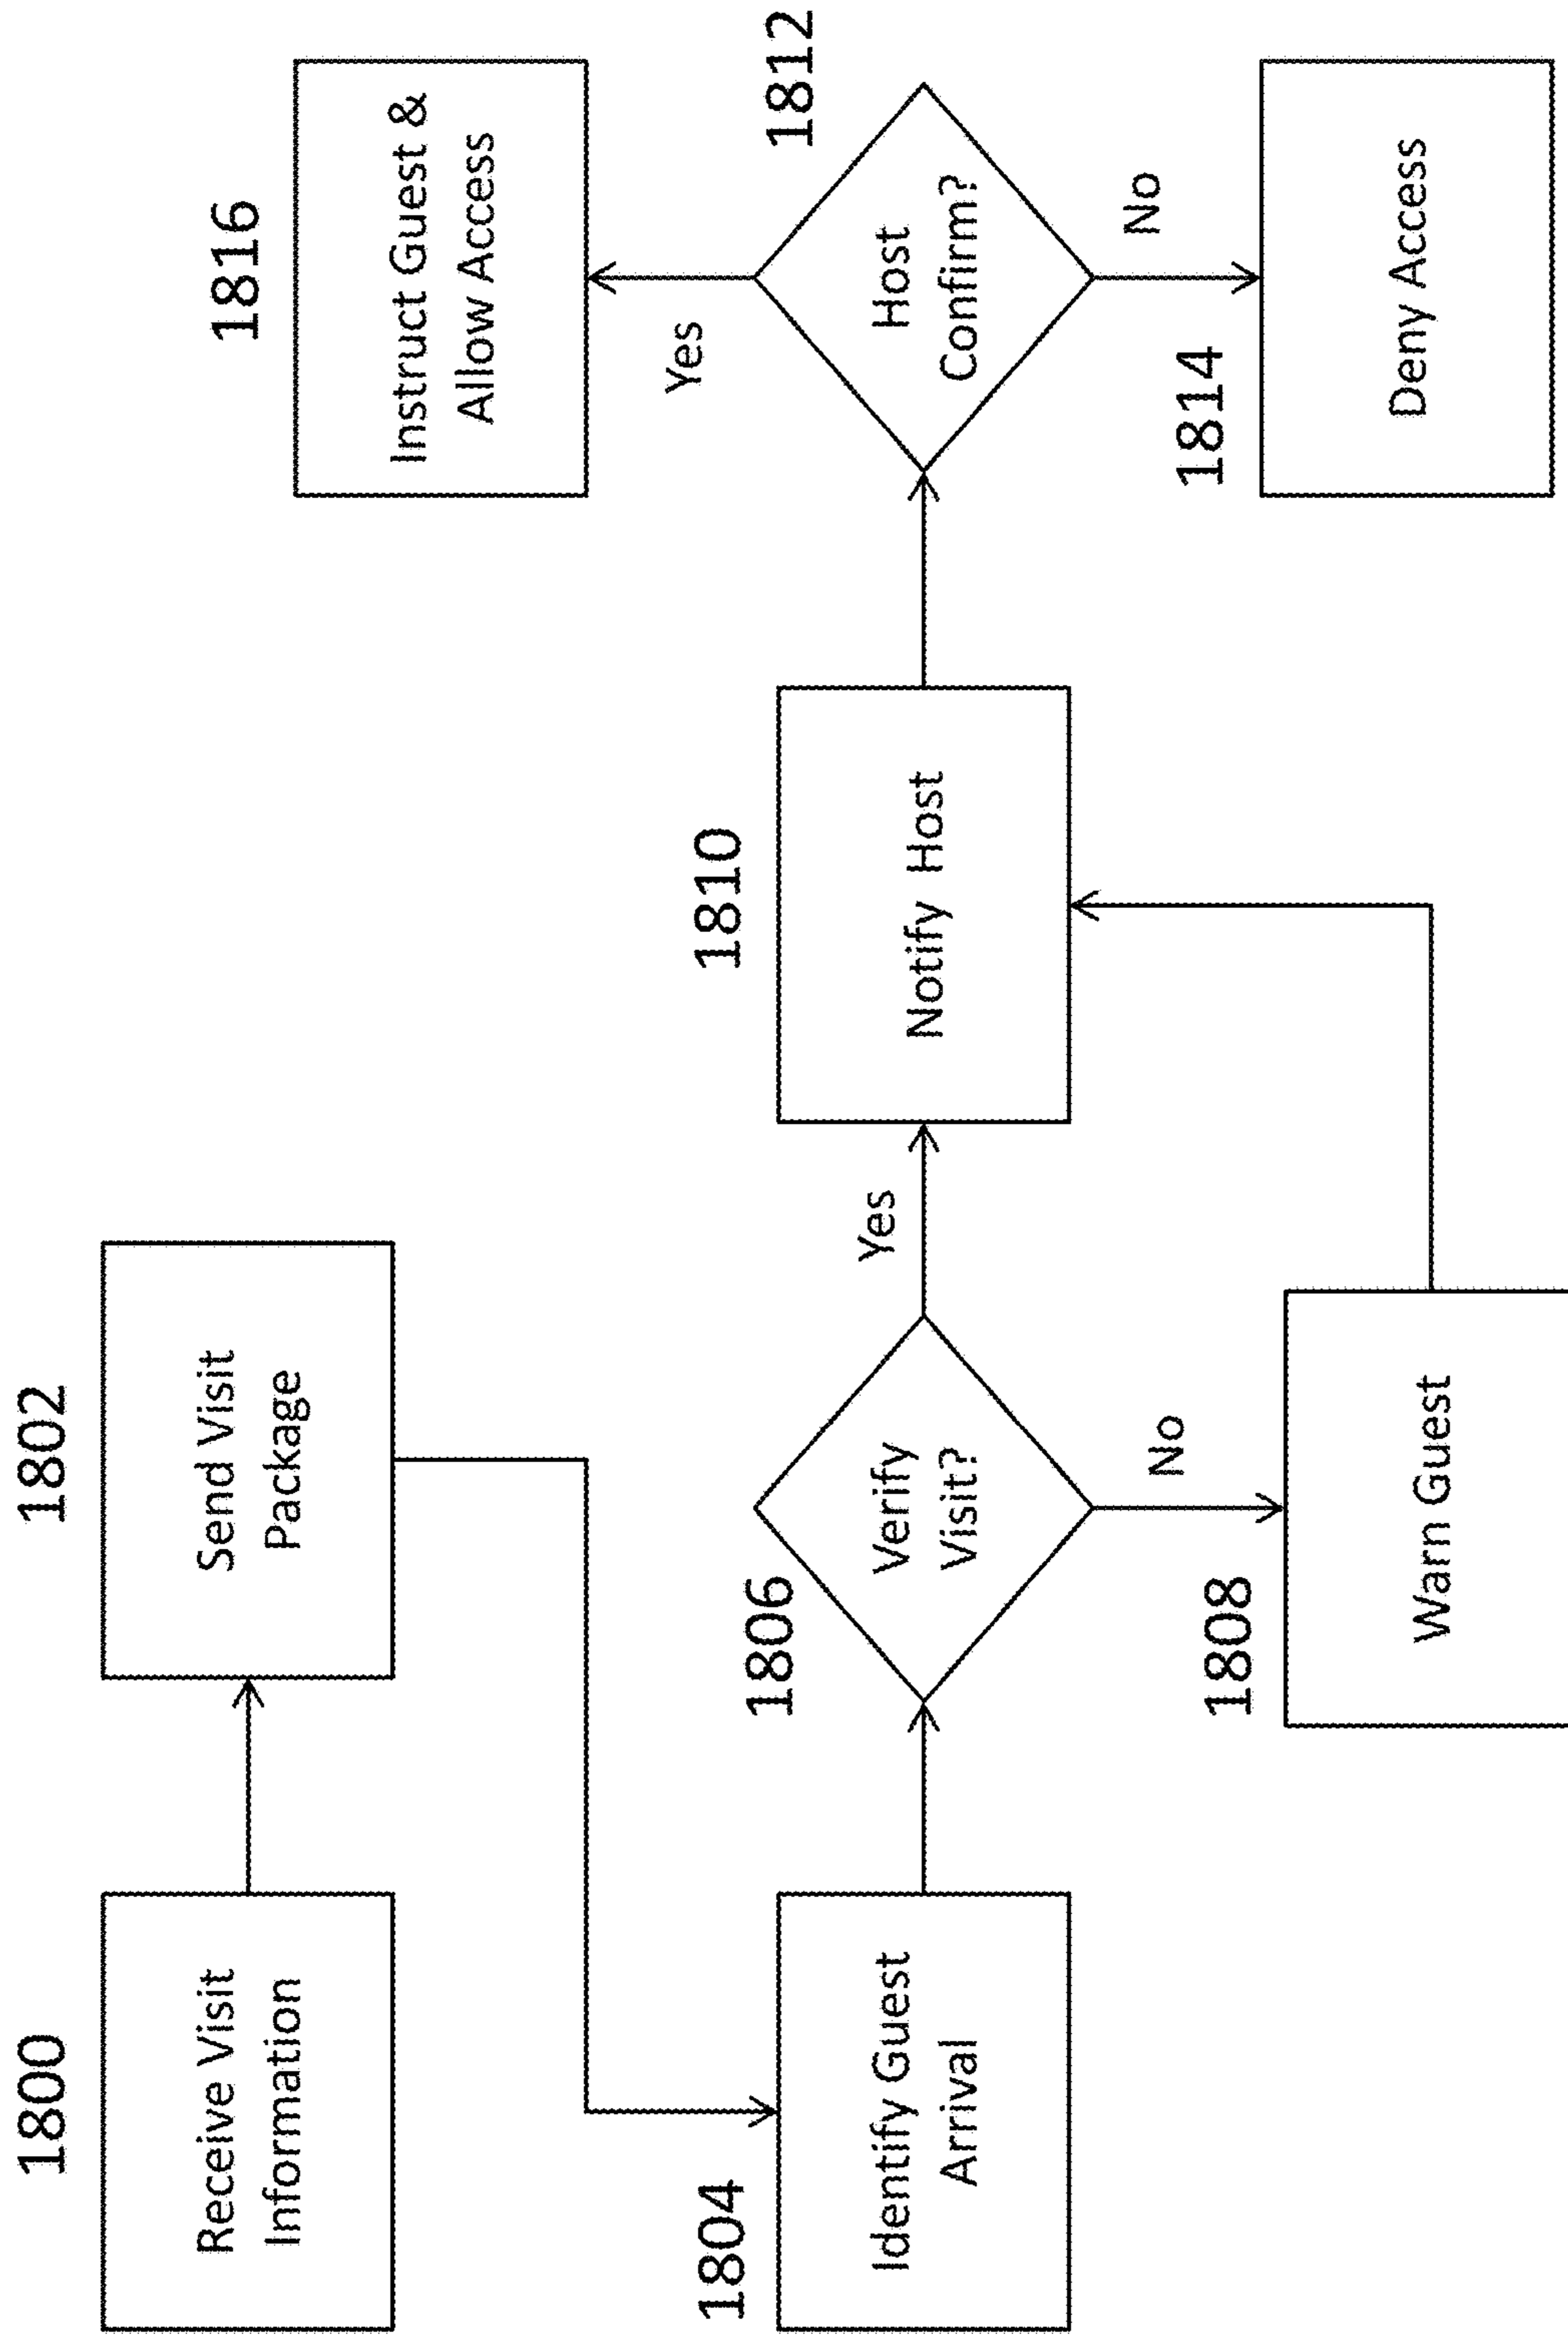 1800
Receive Visit
Information
1802
Send Visit
Package
1804
Identify Guest
Arrival
1806
Verify
Visit?
Yes
No
1808
Warn Guest
1810
Notify Host
1812
Host
Confirm?
Yes
No
1814
Deny Access
1816
Instruct Guest &
Allow Access